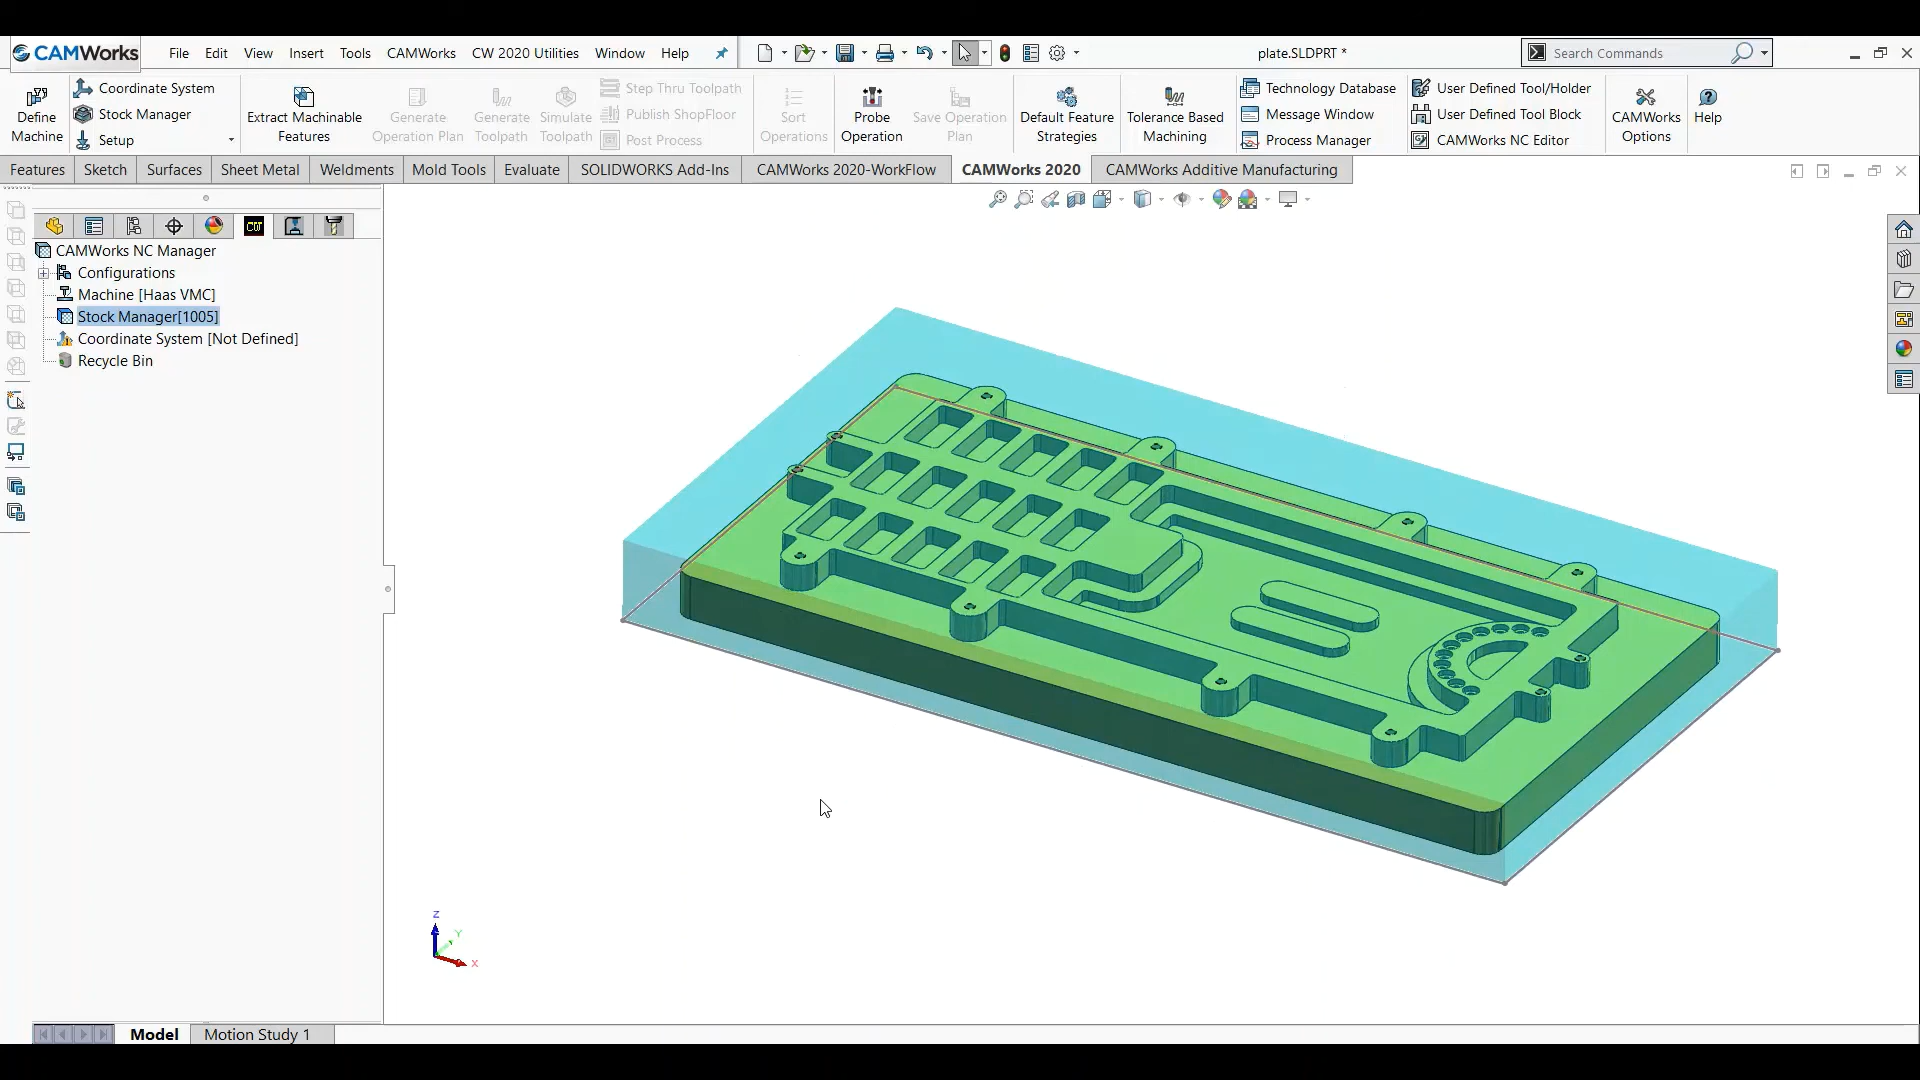 CAMWorks File Edit View Insert Tools CAMWorks CW 2020 Utilities Window Help plate.SLDPRT * Search Commands
Define Machine
Coordinate System
Stock Manager
Setup
Extract Machinable Features
Generate Operation Plan
Generate Toolpath
Simulate Toolpath
Step Thru Toolpath
Publish ShopFloor
Post Process
Sort Operations
Probe Operation
Save Operation Plan
Default Feature Strategies
Tolerance Based Machining
Technology Database
Message Window
Process Manager
User Defined Tool/Holder
User Defined Tool Block
CAMWorks NC Editor
CAMWorks Options
Help
Features Sketch Surfaces Sheet Metal Weldments Mold Tools Evaluate SOLIDWORKS Add-Ins CAMWorks 2020-WorkFlow CAMWorks 2020 CAMWorks Additive Manufacturing
CW
CAMWorks NC Manager
Configurations
Machine [Haas VMC]
Stock Manager[1005]
Coordinate System [Not Defined]
Recycle Bin
Z
Y
X
Model Motion Study 1